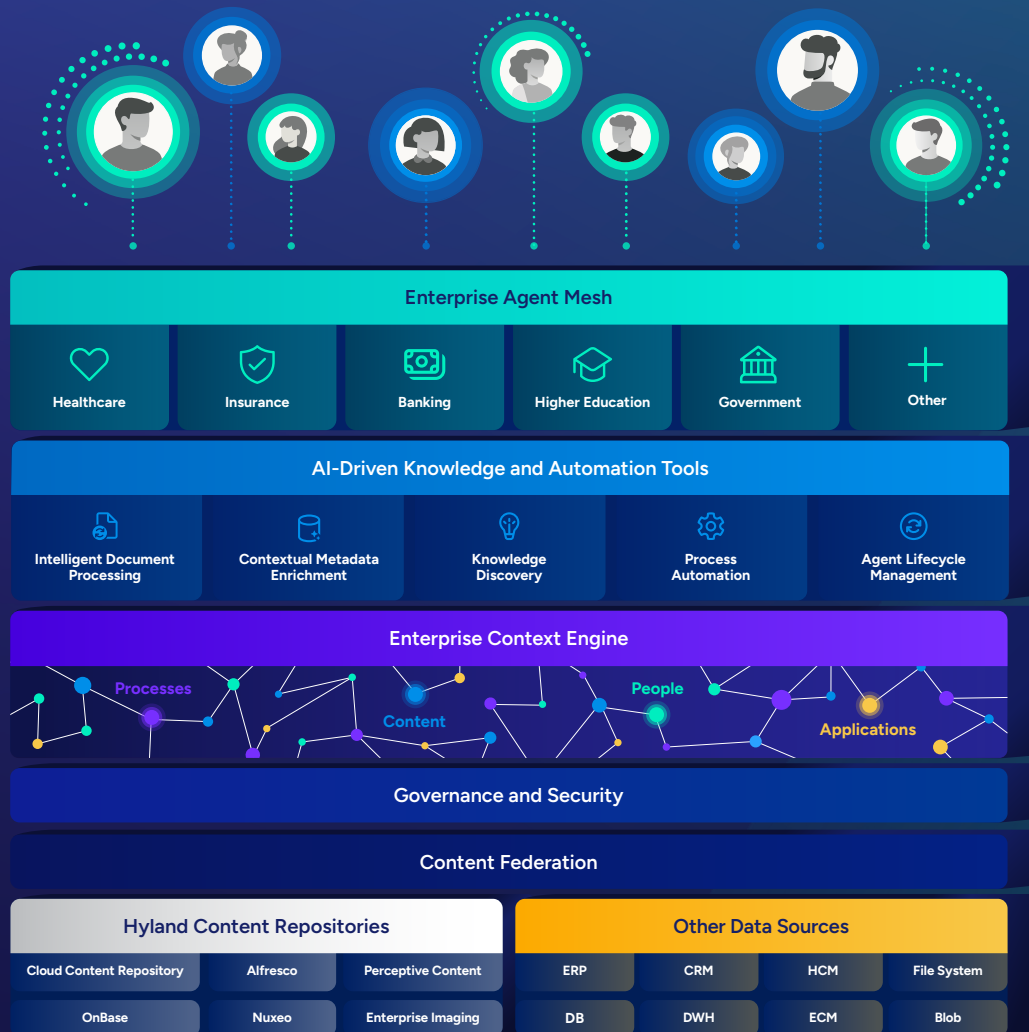 Enterprise Agent Mesh
Healthcare
Insurance
Banking
Higher Education
Government
Other
AI-Driven Knowledge and Automation Tools
Intelligent Document
Processing
Contextual Metadata
Enrichment
Knowledge
Discovery
Process
Automation
Agent Lifecycle
Management
Enterprise Context Engine
Processes
Content
People
Applications
Governance and Security
Content Federation
Hyland Content Repositories
Cloud Content Repository
Alfresco
Perceptive Content
OnBase
Nuxeo
Enterprise Imaging
Other Data Sources
ERP
CRM
HCM
File System
DB
DWH
ECM
Blob